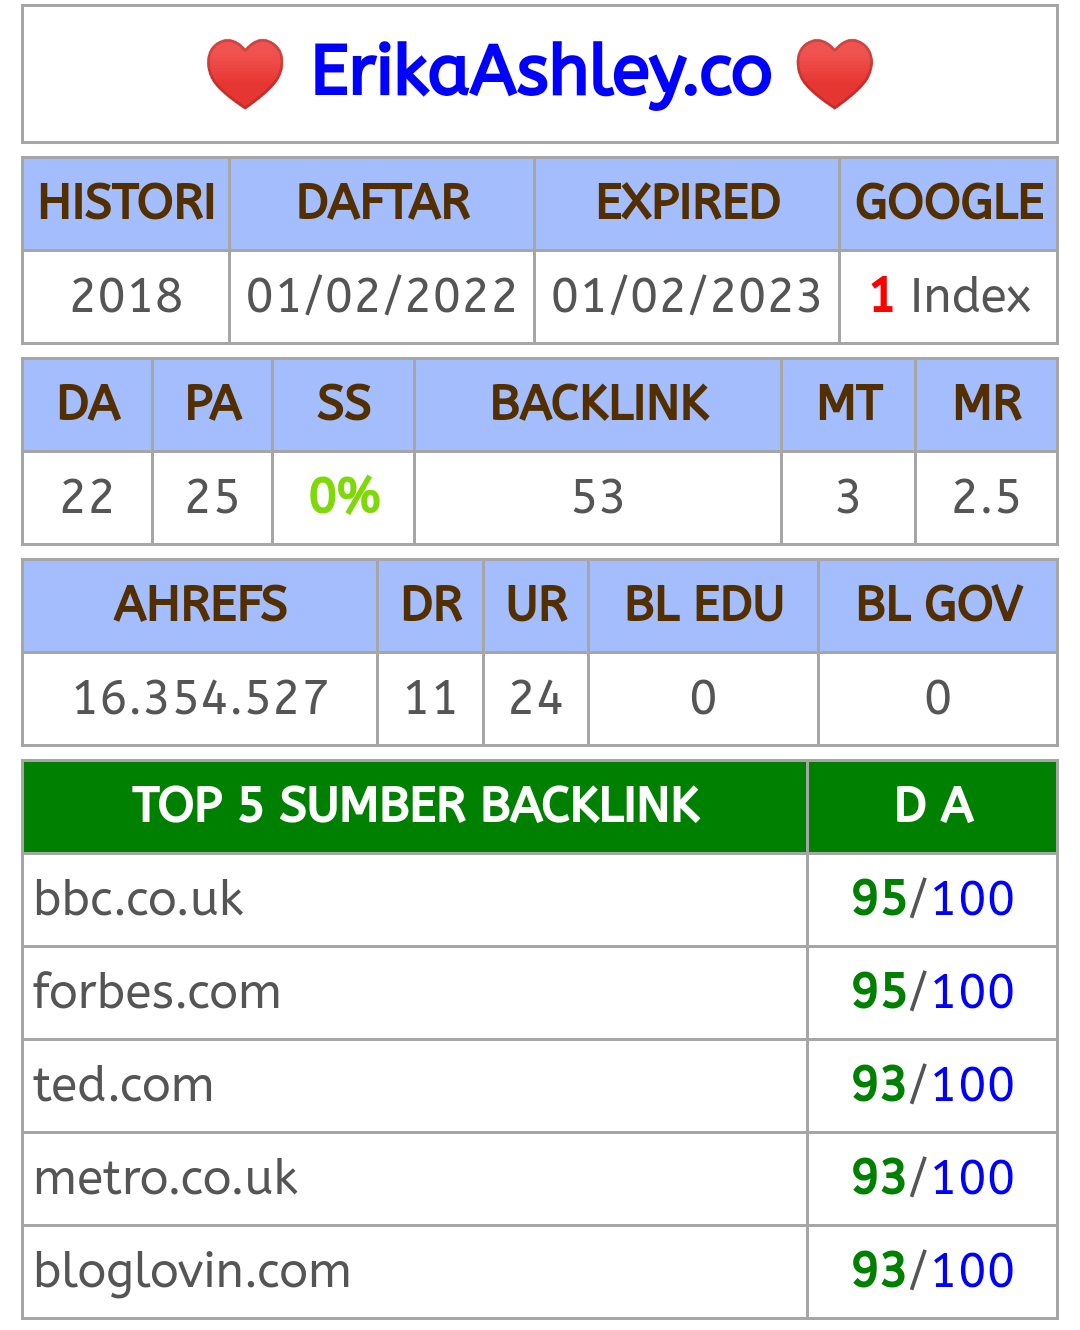 ❤️ ErikaAshley.co ❤️
HISTORI DAFTAR EXPIRED GOOGLE
2018 01/02/2022 01/02/2023 1 Index
DA PA SS BACKLINK MT MR
22 25 0% 53 3 2.5
AHREFS DR UR BL EDU BL GOV
16.354.527 11 24 0 0
TOP 5 SUMBER BACKLINK D A
bbc.co.uk 95/100
forbes.com 95/100
ted.com 93/100
metro.co.uk 93/100
bloglovin.com 93/100